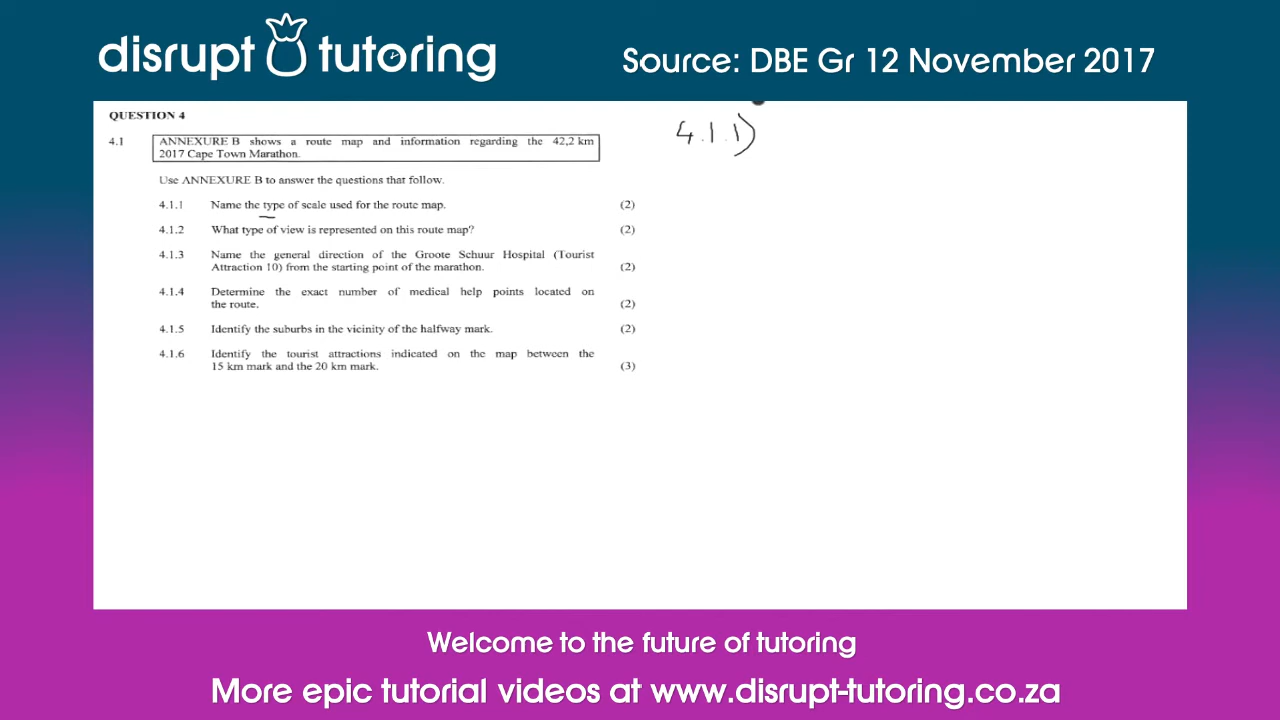 disrupt tutoring
Source: DBE Gr 12 November 2017
QUESTION 4
4.1 ANNEXURE B shows a route map and information regarding the 42,2 km
2017 Cape Town Marathon.
Use ANNEXURE B to answer the questions that follow.
4.1.1 Name the type of scale used for the route map. (2)
4.1.2 What type of view is represented on this route map? (2)
4.1.3 Name the general direction of the Groote Schuur Hospital (Tourist
Attraction 10) from the starting point of the marathon. (2)
4.1.4 Determine the exact number of medical help points located on
the route. (2)
4.1.5 Identify the suburbs in the vicinity of the halfway mark. (2)
4.1.6 Identify the tourist attractions indicated on the map between the
15 km mark and the 20 km mark. (3)
4.1.1)
Welcome to the future of tutoring
More epic tutorial videos at www.disrupt-tutoring.co.za